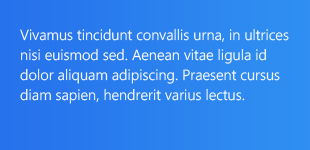 Vivamus tincidunt convallis urna, in ultrices
nisi euismod sed. Aenean vitae ligula id
dolor aliquam adipiscing. Praesent cursus
diam sapien, hendrerit varius lectus.